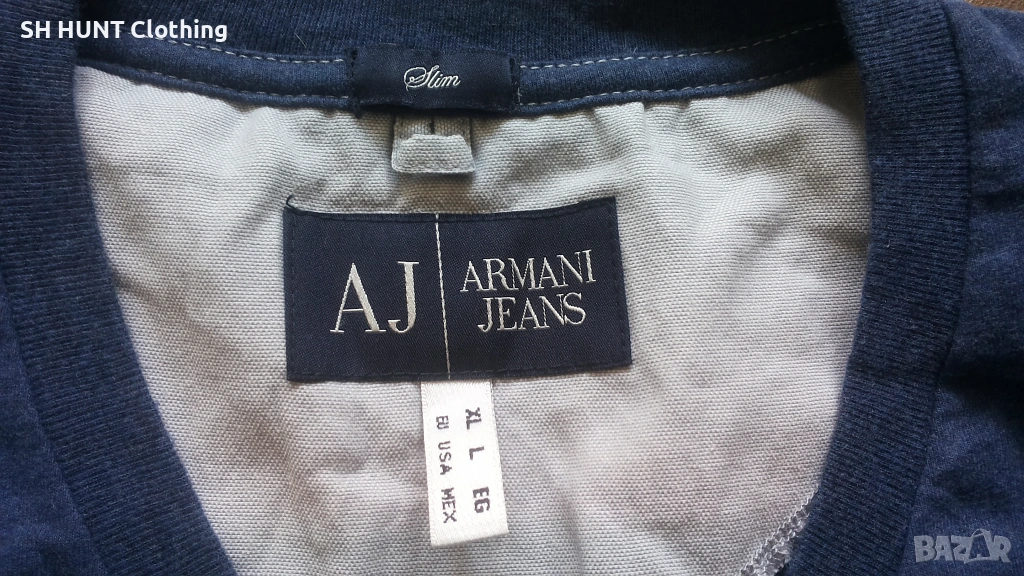 SH HUNT Clothing
Slim
AJ
ARMANI
JEANS
XL L EG
EU USA MEX
BAZAR